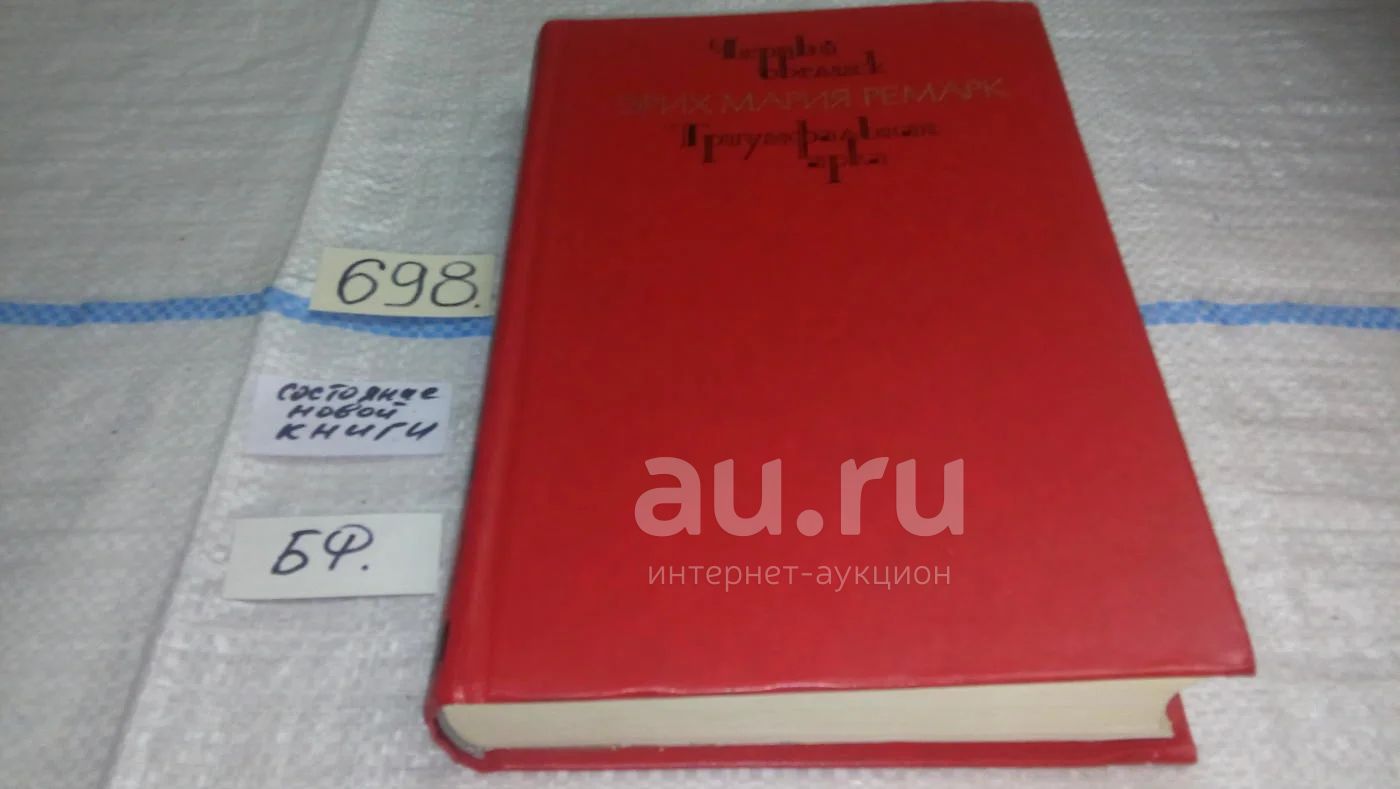 Черный
обелиск
ЭРИХ МАРИЯ РЕМАРК
Триумфальная
арка
698.
состояние
новой
книги
БФ.
au.ru
интернет-аукцион